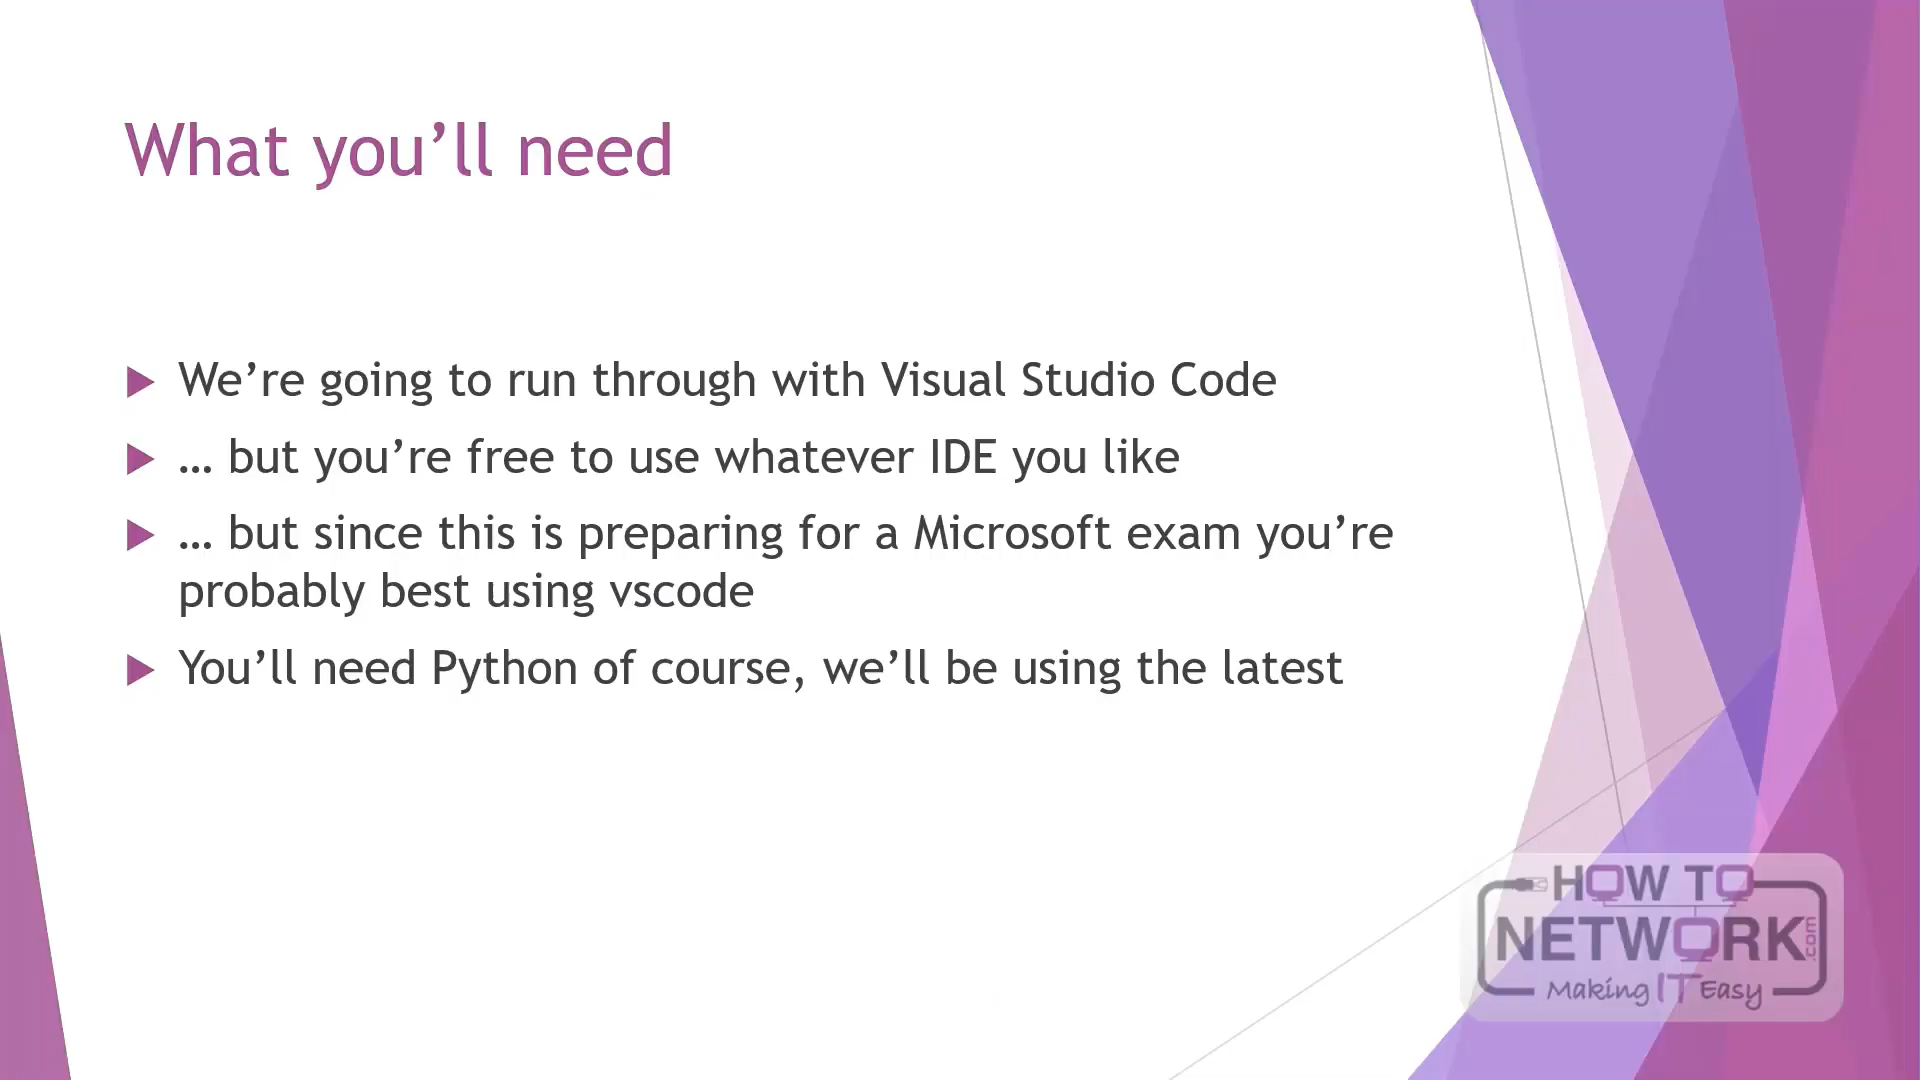 What you’ll need
We’re going to run through with Visual Studio Code
… but you’re free to use whatever IDE you like
… but since this is preparing for a Microsoft exam you’re
probably best using vscode
You’ll need Python of course, we’ll be using the latest
HOW TO
NETWORK.com
Making IT Easy